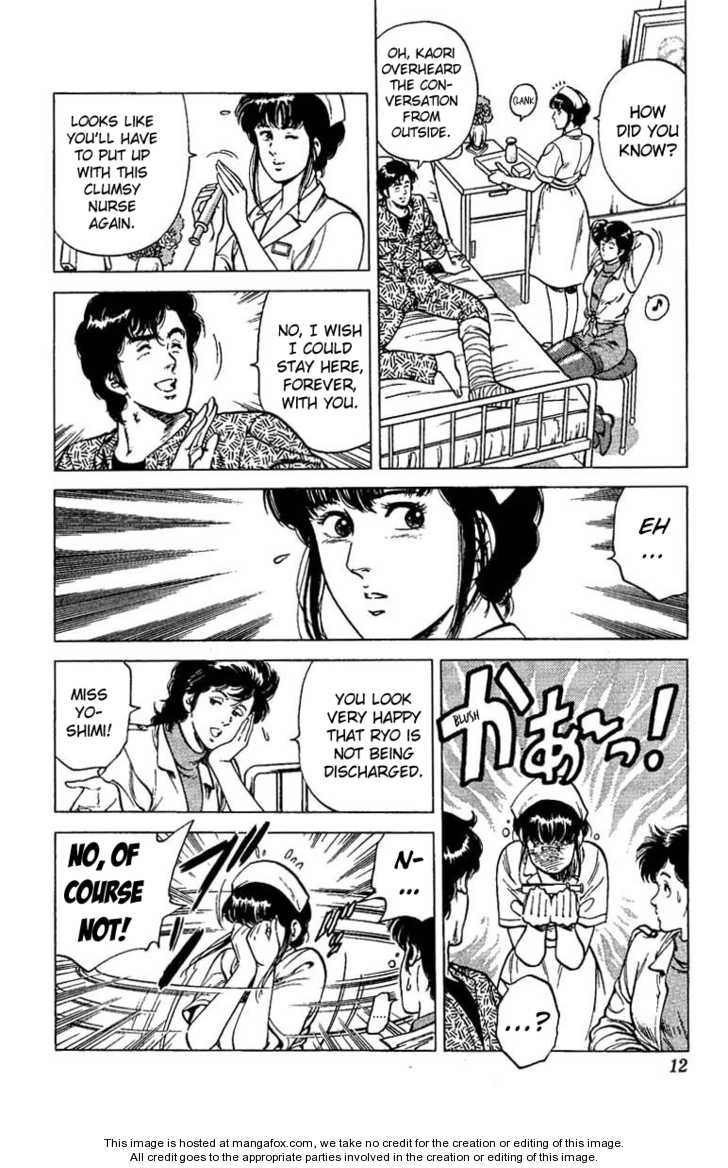 HOW
DID YOU
KNOW?
OH, KAORI
OVERHEARD
THE CON-
VERSATION
FROM
OUTSIDE.
CLANK
♪
LOOKS LIKE
YOU'LL HAVE
TO PUT UP
WITH THIS
CLUMSY
NURSE
AGAIN.
NO, I WISH
I COULD
STAY HERE,
FOREVER,
WITH YOU.
EH
...
YOU LOOK
VERY HAPPY
THAT RYO IS
NOT BEING
DISCHARGED.
MISS
YO-
SHIMI!
かあ〜っ!
BLUSH
...?
N-
...
NO, OF
COURSE
NOT!
12
This image is hosted at mangafox.com, we take no credit for the creation or editing of this image.
All credit goes to the appropriate parties involved in the creation or editing of this image.